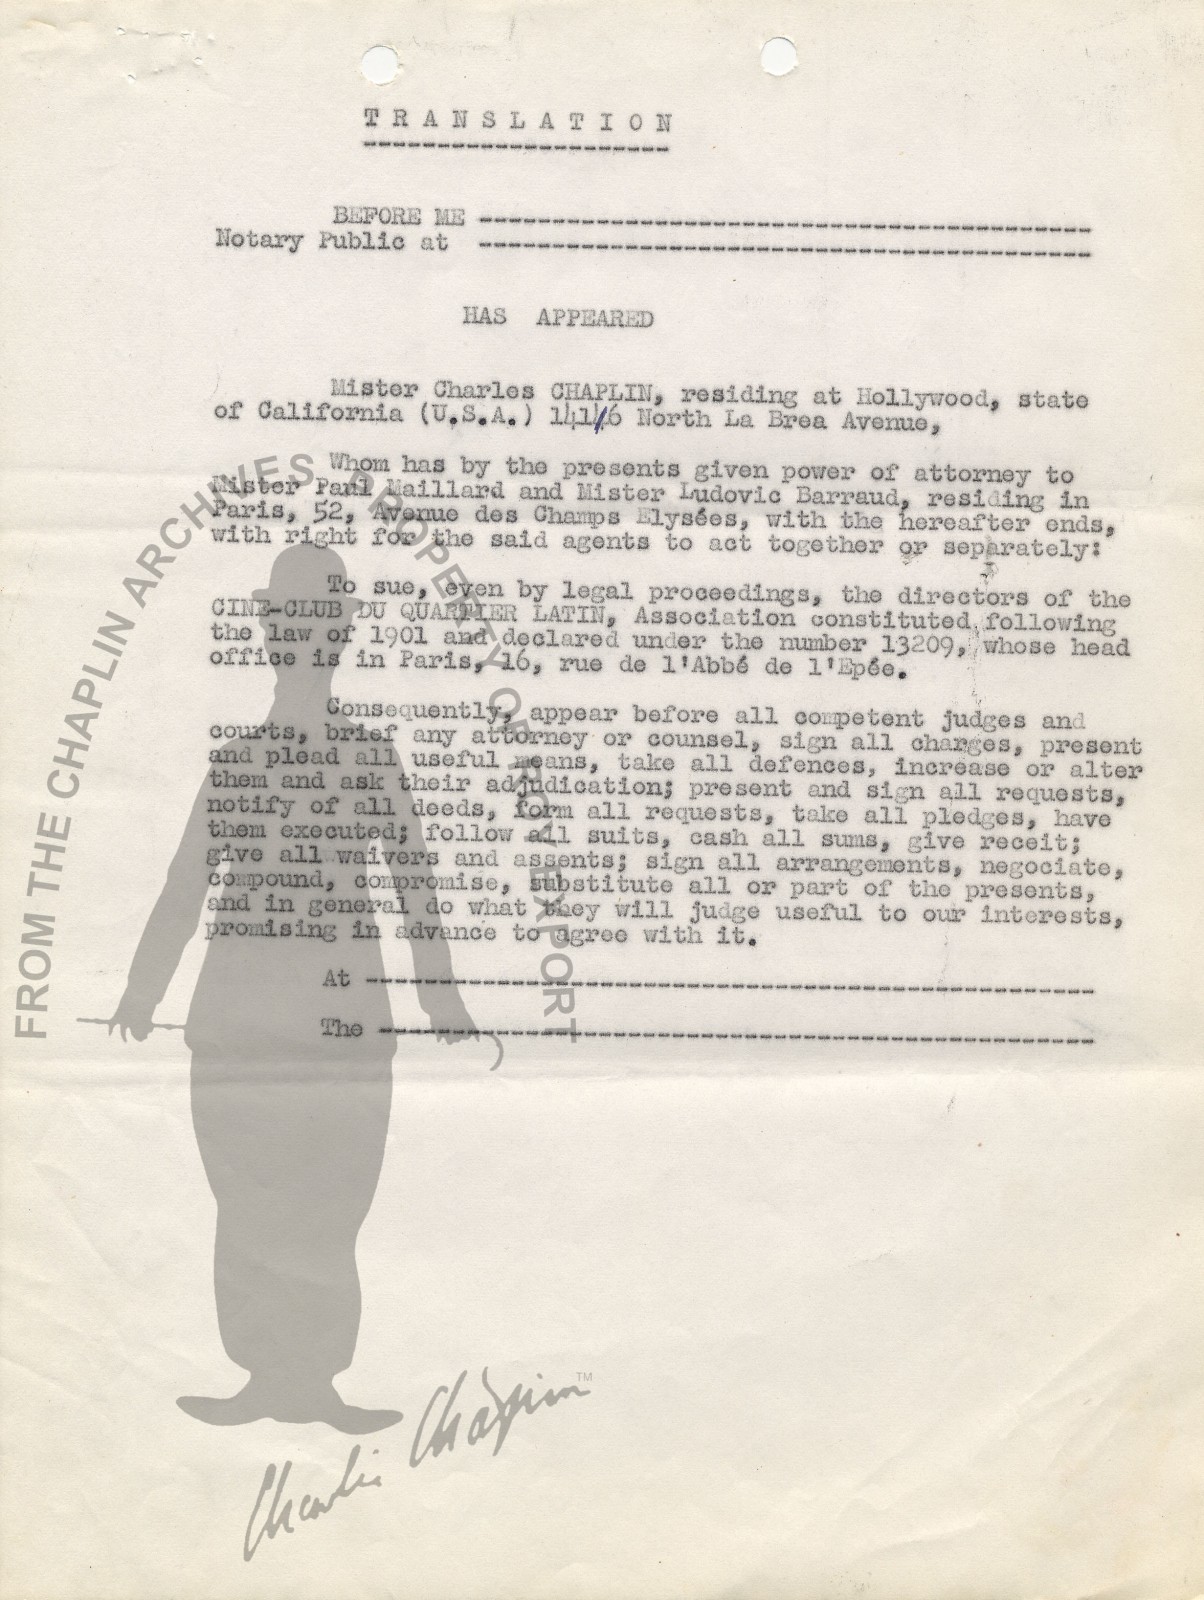 TRANSLATION
BEFORE ME
Notary Public at
HAS APPEARED
Mister Charles CHAPLIN, residing at Hollywood, state
of California (U.S.A.) 1416 North La Brea Avenue,
Whom has by the presents given power of attorney to
Mister Paul Maillard and Mister Ludovic Barraud, residing in
Paris, 52, Avenue des Champs Elysées, with the hereafter ends,
with right for the said agents to act together or separately:
To sue, even by legal proceedings, the directors of the
CINE-CLUB DU QUARTIER LATIN, Association constituted following
the law of 1901 and declared under the number 13209, whose head
office is in Paris, 16, rue de l'Abbé de l'Epée.
Consequently, appear before all competent judges and
courts, brief any attorney or counsel, sign all charges, present
and plead all useful means, take all defences, increase or alter
them and ask their adjudication; present and sign all requests,
notify of all deeds, form all requests, take all pledges, have
them executed; follow all suits, cash all sums, give receit;
give all waivers and assents; sign all arrangements, negociate,
compound, compromise, substitute all or part of the presents,
and in general do what they will judge useful to our interests,
promising in advance to agree with it.
At
The
FROM THE CHAPLIN ARCHIVES, PROPERTY OF ROY EXPORT
Charlie Chaplin™